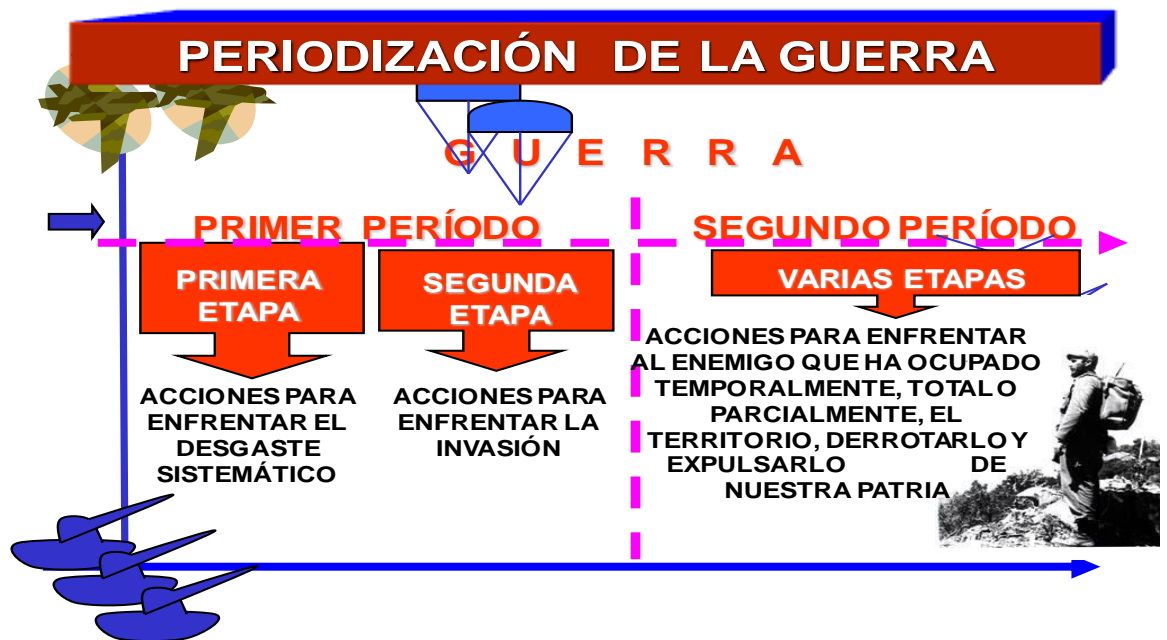 PERIODIZACIÓN DE LA GUERRA
G U E R R A
PRIMER PERÍODO
SEGUNDO PERÍODO
PRIMERA
ETAPA
SEGUNDA
ETAPA
VARIAS ETAPAS
ACCIONES PARA
ENFRENTAR EL
DESGASTE
SISTEMÁTICO
ACCIONES PARA
ENFRENTAR LA
INVASIÓN
ACCIONES PARA ENFRENTAR
AL ENEMIGO QUE HA OCUPADO
TEMPORALMENTE, TOTAL O
PARCIALMENTE, EL
TERRITORIO, DERROTARLO Y
EXPULSARLO DE
NUESTRA PATRIA